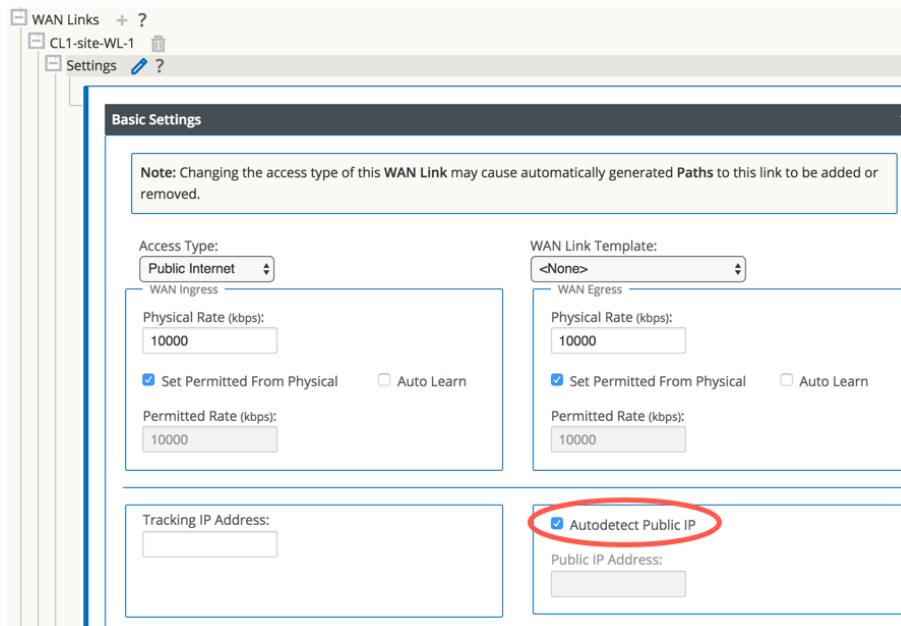 WAN Links + ?
CL1-site-WL-1
Settings ?
Basic Settings
Note: Changing the access type of this WAN Link may cause automatically generated Paths to this link to be added or
removed.
Access Type:
WAN Link Template:
Public Internet
<None>
WAN Ingress
WAN Egress
Physical Rate (kbps):
Physical Rate (kbps):
10000
10000
Set Permitted From Physical
Auto Learn
Set Permitted From Physical
Auto Learn
Permitted Rate (kbps):
Permitted Rate (kbps):
10000
10000
Tracking IP Address:
Autodetect Public IP
Public IP Address: